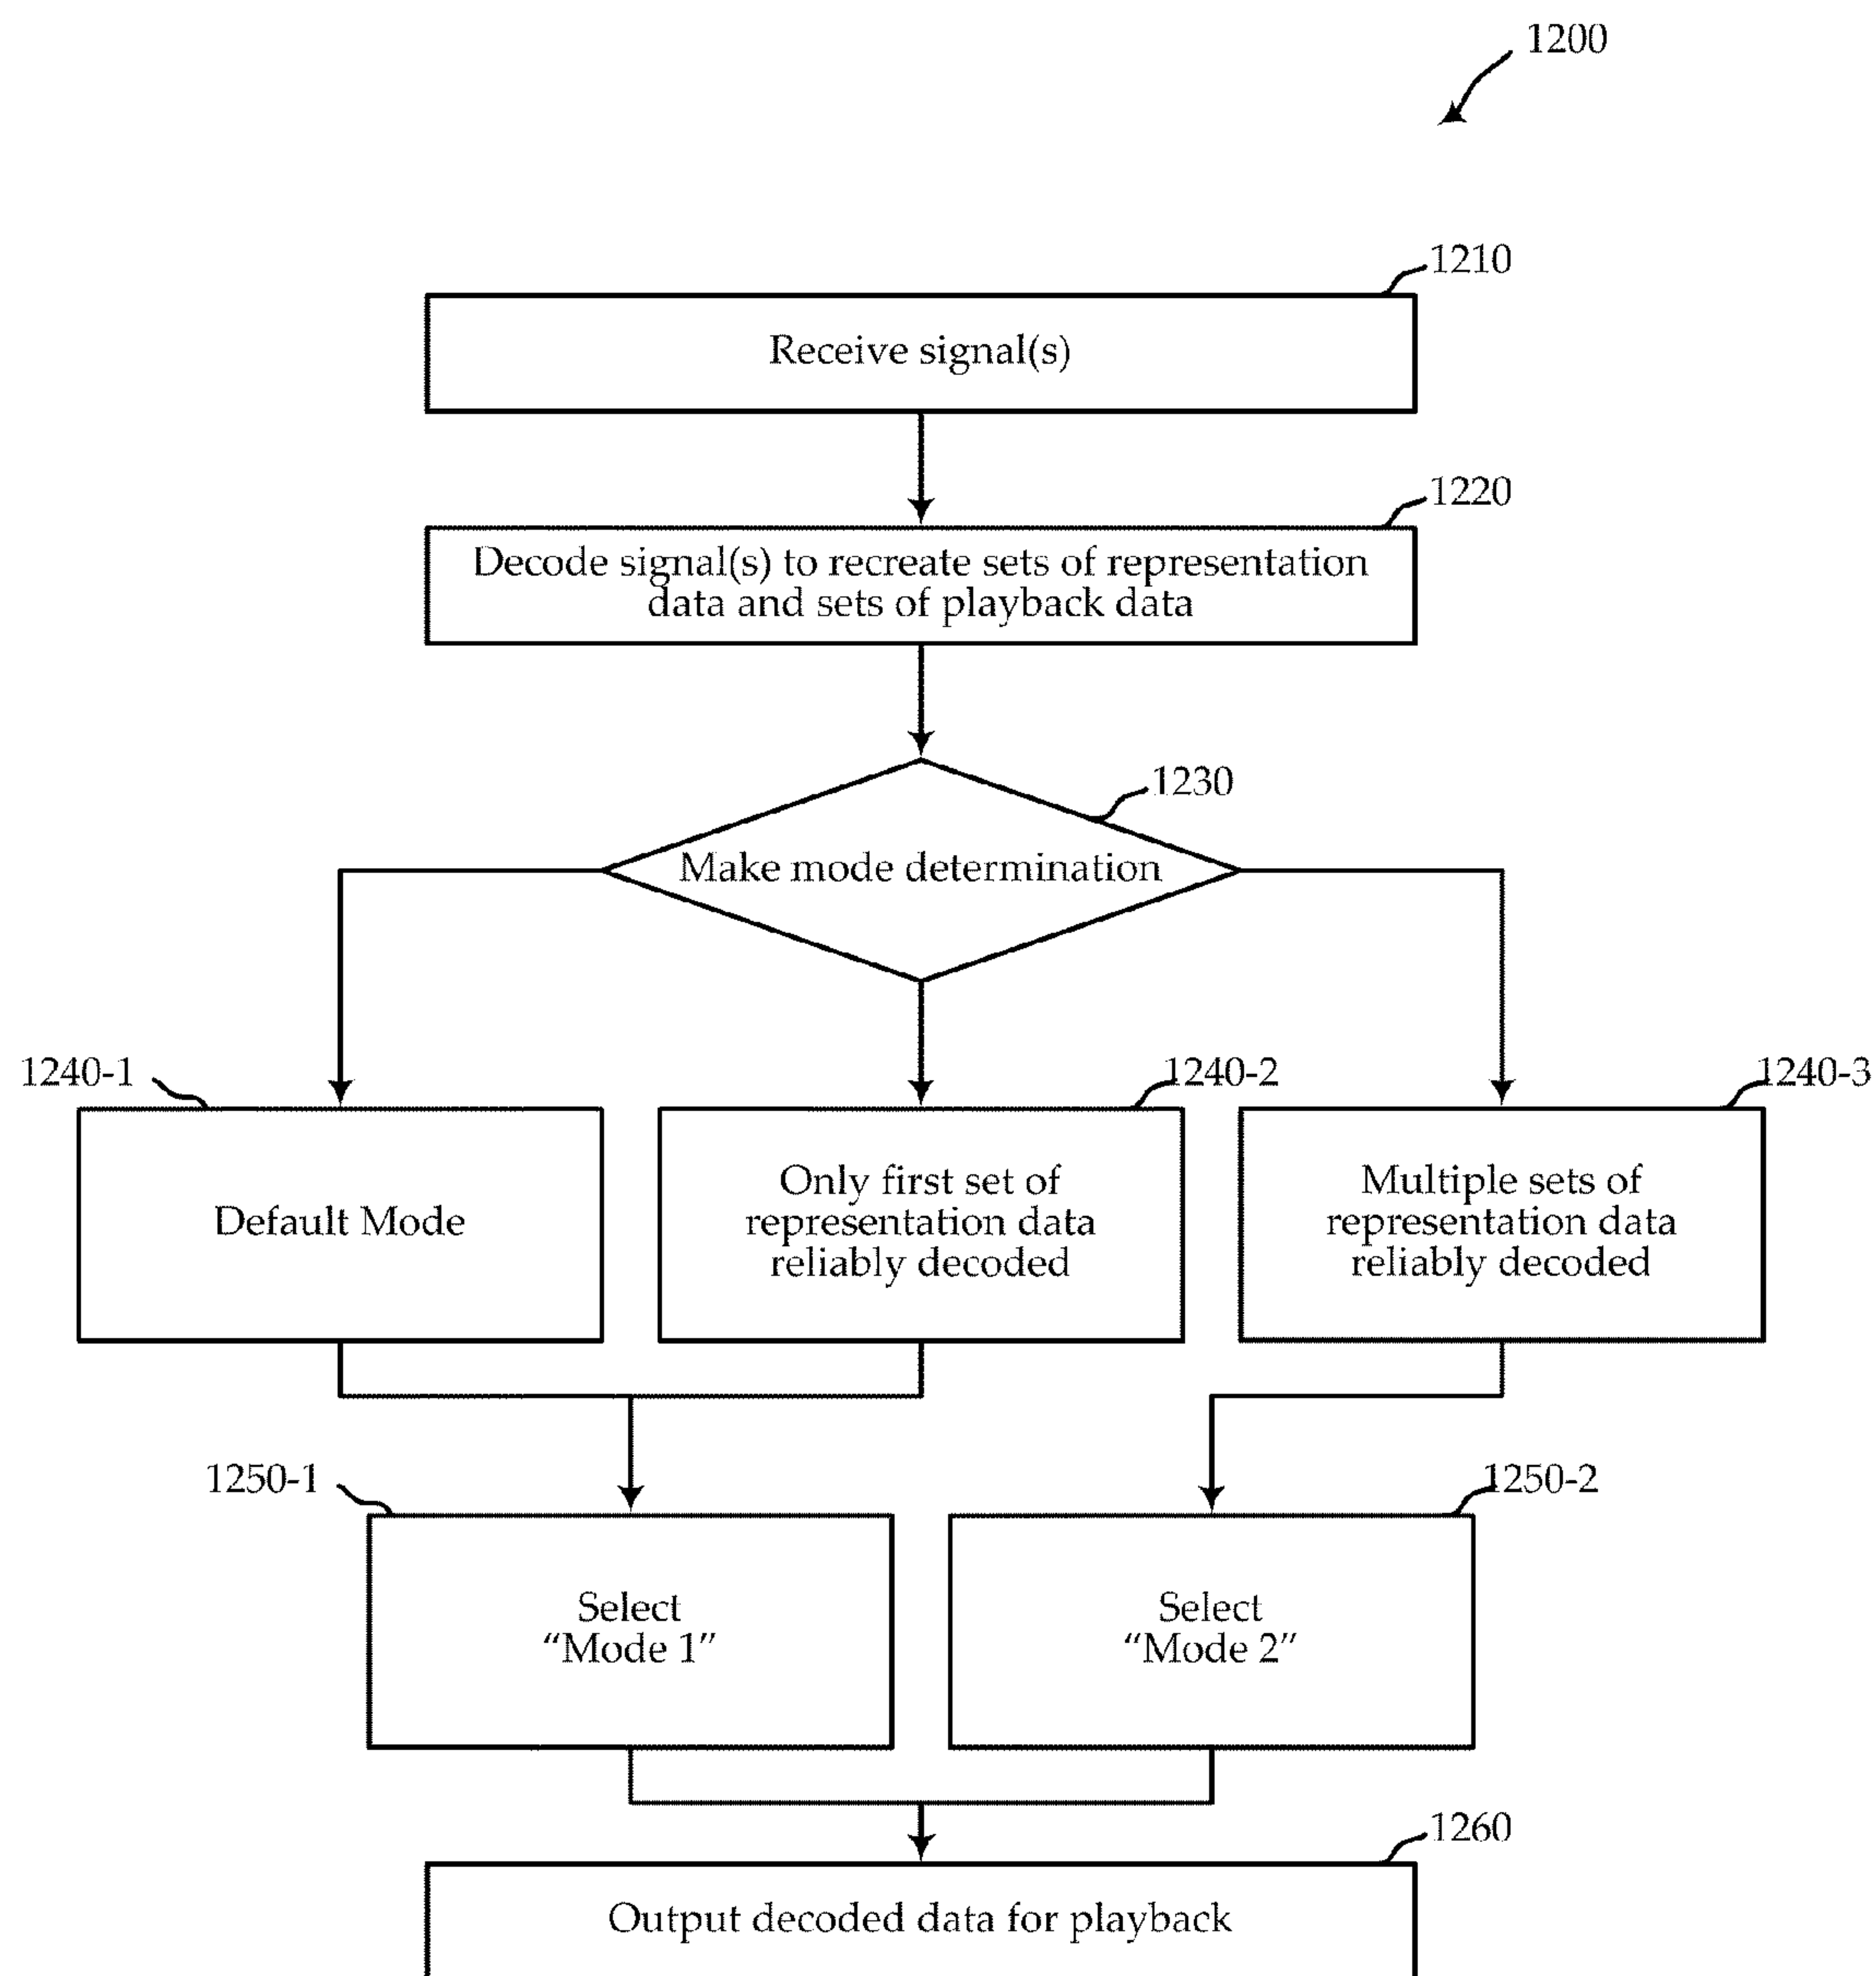 1200
1210
Receive signal(s)
1220
Decode signal(s) to recreate sets of representation
data and sets of playback data
1230
Make mode determination
1240-1
1240-2
1240-3
Default Mode
Only first set of
representation data
reliably decoded
Multiple sets of
representation data
reliably decoded
1250-1
1250-2
Select
“Mode 1”
Select
“Mode 2”
1260
Output decoded data for playback